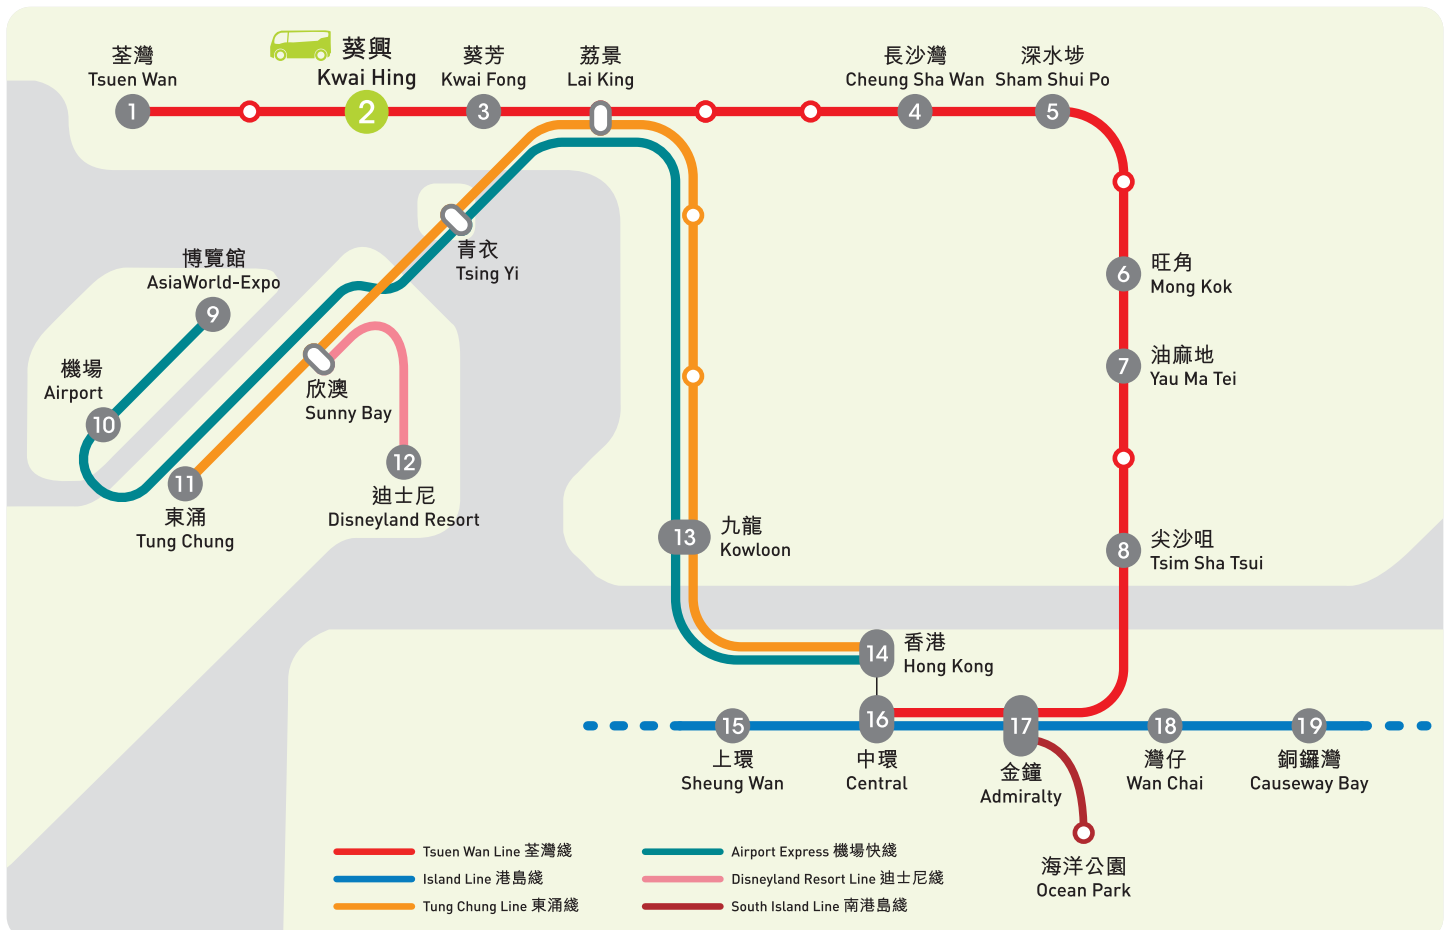 荃灣
Tsuen Wan
1
葵興
Kwai Hing
2
葵芳
Kwai Fong
3
荔景
Lai King
長沙灣
Cheung Sha Wan
4
深水埗
Sham Shui Po
5
旺角
Mong Kok
6
油麻地
Yau Ma Tei
7
尖沙咀
Tsim Sha Tsui
8
青衣
Tsing Yi
博覽館
AsiaWorld-Expo
9
機場
Airport
10
欣澳
Sunny Bay
11
東涌
Tung Chung
12
迪士尼
Disneyland Resort
13
九龍
Kowloon
14
香港
Hong Kong
15
上環
Sheung Wan
16
中環
Central
17
金鐘
Admiralty
18
灣仔
Wan Chai
19
銅鑼灣
Causeway Bay
海洋公園
Ocean Park
Tsuen Wan Line 荃灣綫
Island Line 港島綫
Tung Chung Line 東涌綫
Airport Express 機場快綫
Disneyland Resort Line 迪士尼綫
South Island Line 南港島綫